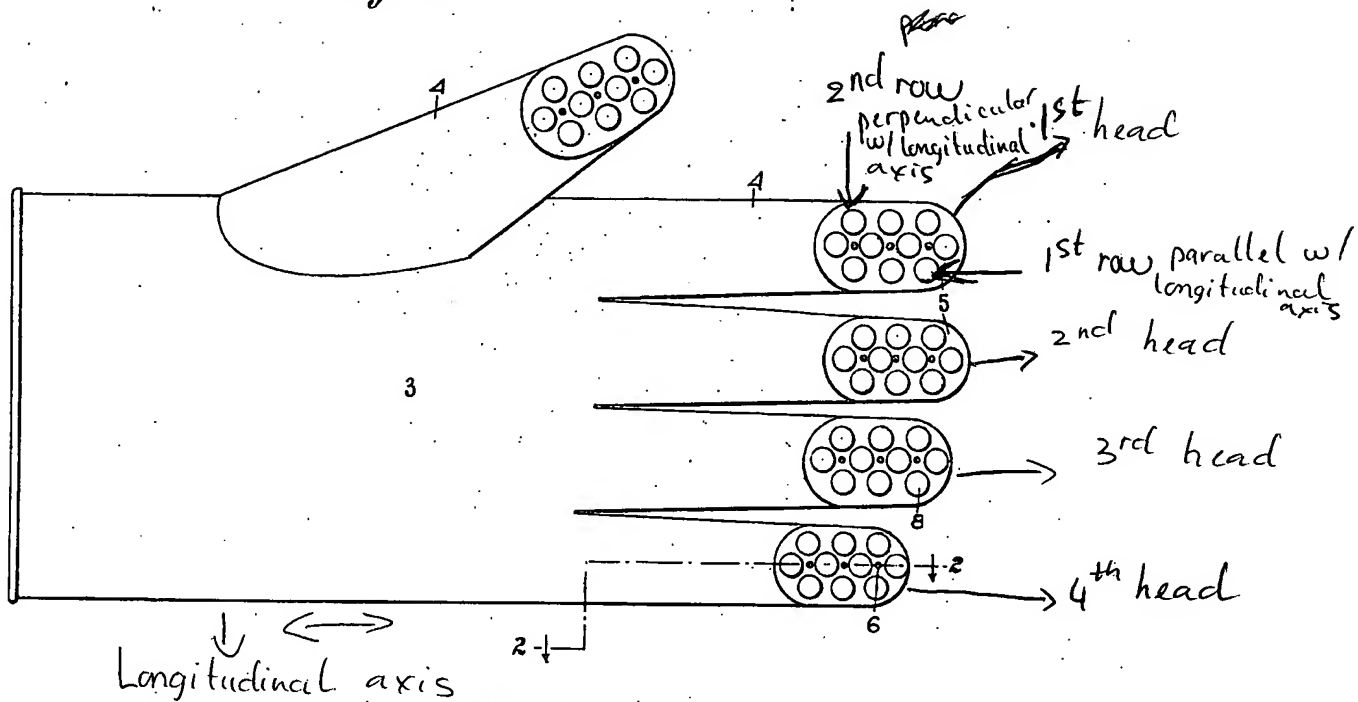 2nd row
perpendicular
w/ longitudinal
axis
1st head
4
4
1st row parallel w/
longitudinal
axis
5
2nd head
3
3rd head
8
2
4th head
6
2
Longitudinal axis